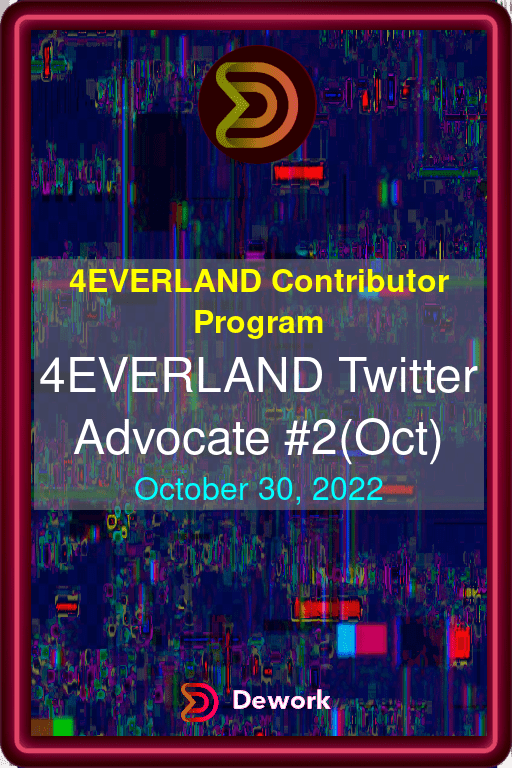 4EVERLAND Contributor
Program
4EVERLAND Twitter
Advocate #2(Oct)
October 30, 2022
Dework